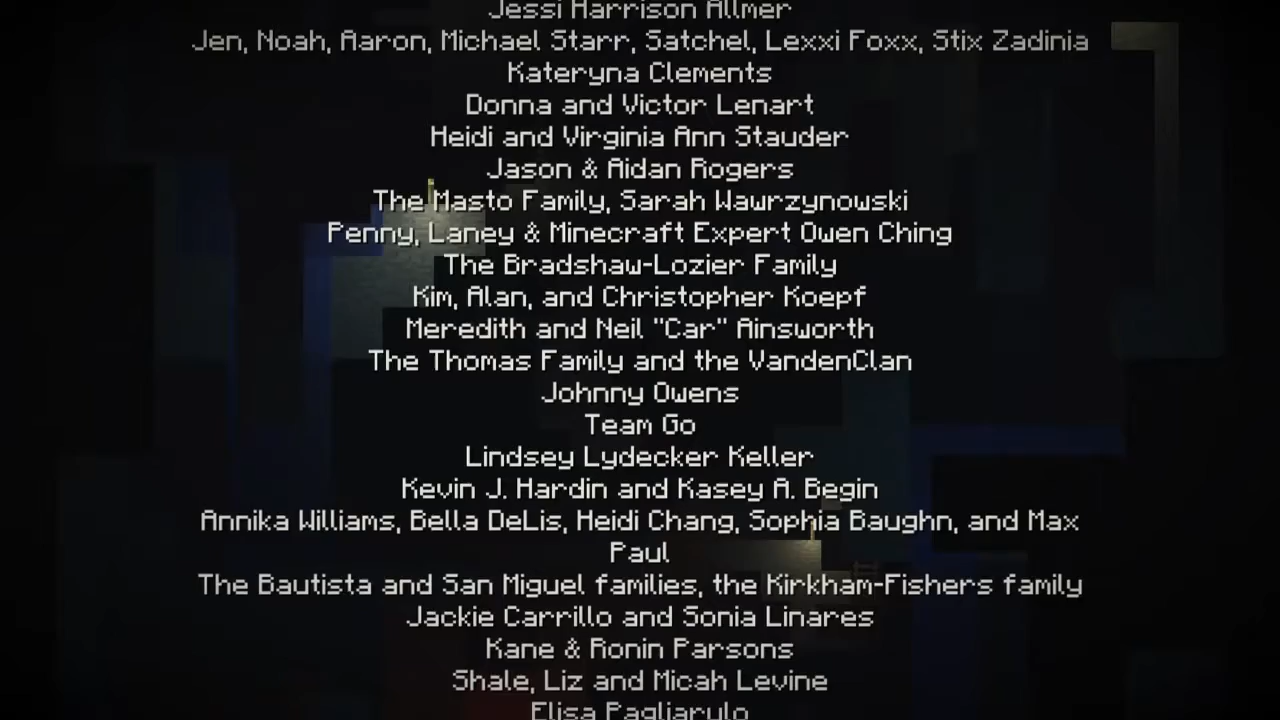 Jessi Harrison Allmer
Jen, Noah, Aaron, Michael Starr, Satchel, Lexxi Foxx, Stix Zadinia
Kateryna Clements
Donna and Victor Lenart
Heidi and Virginia Ann Stauder
Jason & Aidan Rogers
The Masto Family, Sarah Wawrzynowski
Penny, Laney & Minecraft Expert Owen Ching
The Bradshaw-Lozier Family
Kim, Alan, and Christopher Koepf
Meredith and Neil "Car" Ainsworth
The Thomas Family and the VandenClan
Johnny Owens
Team Go
Lindsey Lydecker Keller
Kevin J. Hardin and Kasey A. Begin
Annika Williams, Bella DeLis, Heidi Chang, Sophia Baughn, and Max
Paul
The Bautista and San Miguel families, the Kirkham-Fishers family
Jackie Carrillo and Sonia Linares
Kane & Ronin Parsons
Shale, Liz and Micah Levine
Elisa Pagliarulo